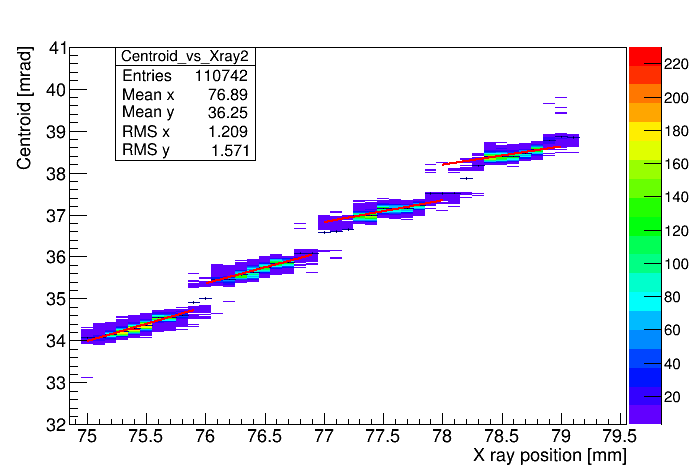 Centroid_vs_Xray2
Entries 110742
Mean x 76.89
Mean y 36.25
RMS x 1.209
RMS y 1.571
Centroid [mrad]
41
40
39
38
37
36
35
34
33
32
75 75.5 76 76.5 77 77.5 78 78.5 79 79.5
X ray position [mm]
220
200
180
160
140
120
100
80
60
40
20